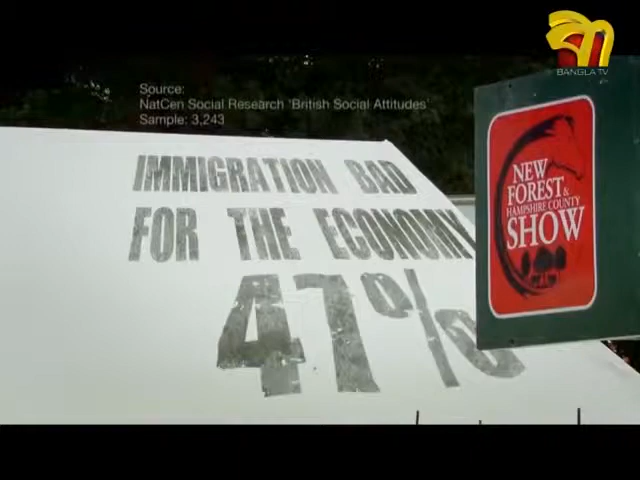 BANGLA TV
Source:
NatCen Social Research 'British Social Attitudes'
Sample: 3,243
IMMIGRATION BAD
FOR THE ECONOMY
47%
NEW
FOREST &
HAMPSHIRE COUNTY
SHOW